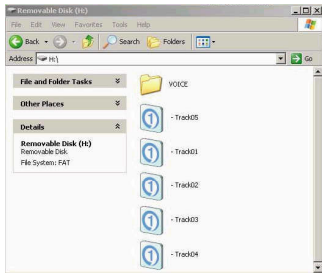 Removable Disk (H:)
File Edit View Favorites Tools Help
Back Search Folders
Address H:\ Go
File and Folder Tasks
Other Places
Details
Removable Disk (H:)
Removable Disk
File System: FAT
VOICE
- Track05
- Track01
- Track02
- Track03
- Track04